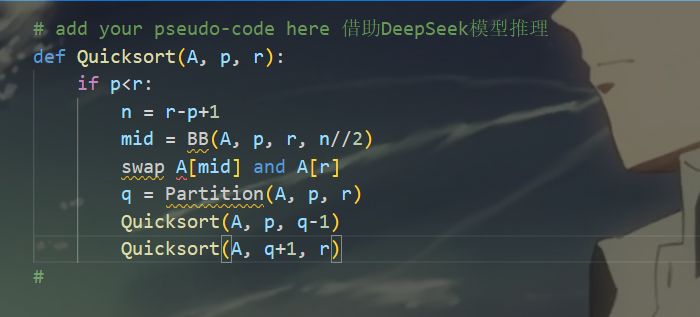 # add your pseudo-code here 借助DeepSeek模型推理
def Quicksort(A, p, r):
    if p<r:
        n = r-p+1
        mid = BB(A, p, r, n//2)
        swap A[mid] and A[r]
        q = Partition(A, p, r)
        Quicksort(A, p, q-1)
        Quicksort(A, q+1, r)
#